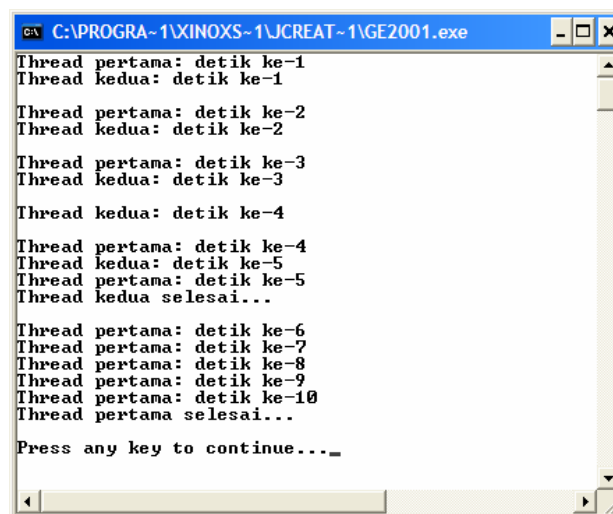 C:\PROGRA~1\XINOXS~1\JCREAT~1\GE2001.exe
Thread pertama: detik ke-1
Thread kedua: detik ke-1
Thread pertama: detik ke-2
Thread kedua: detik ke-2
Thread pertama: detik ke-3
Thread kedua: detik ke-3
Thread kedua: detik ke-4
Thread pertama: detik ke-4
Thread kedua: detik ke-5
Thread pertama: detik ke-5
Thread kedua selesai...
Thread pertama: detik ke-6
Thread pertama: detik ke-7
Thread pertama: detik ke-8
Thread pertama: detik ke-9
Thread pertama: detik ke-10
Thread pertama selesai...
Press any key to continue..._